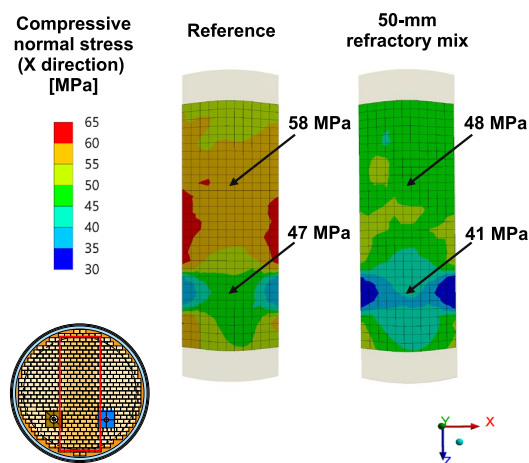 Compressive
normal stress
(X direction)
[MPa]
Reference
50-mm
refractory mix
65
60
55
50
45
40
35
30
58 MPa
47 MPa
48 MPa
41 MPa
Y
X
Z